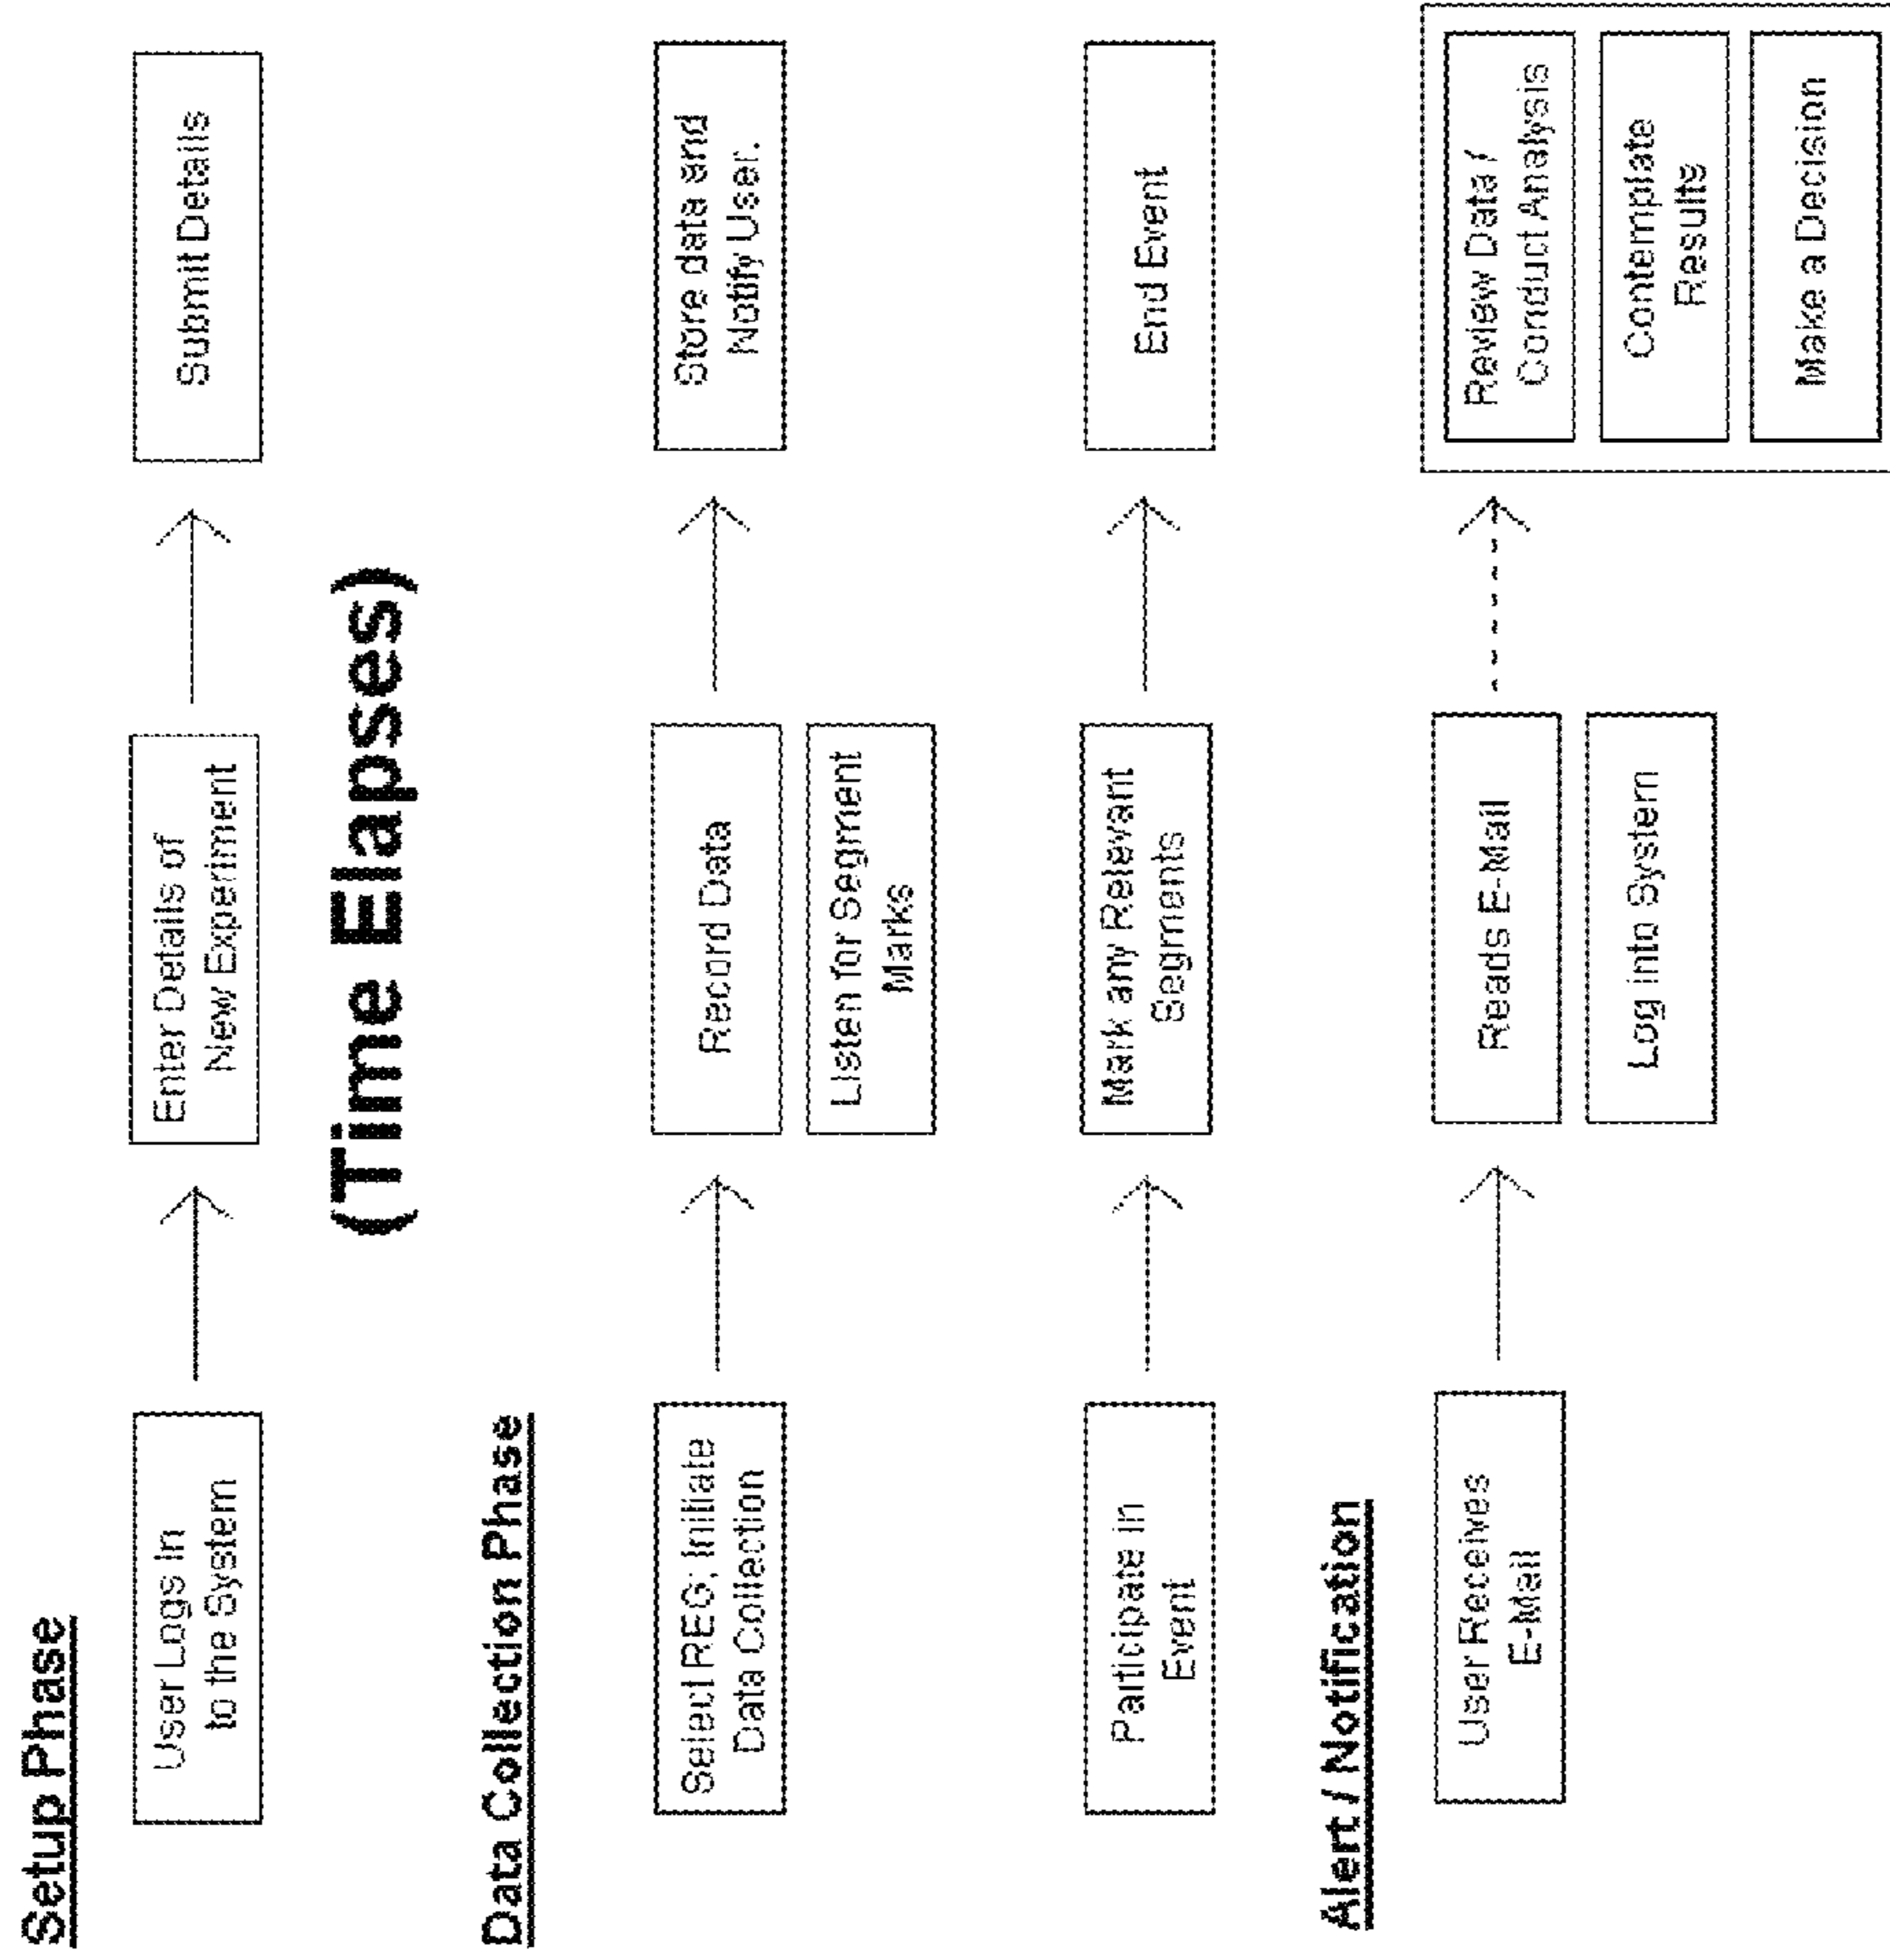 Setup Phase
User Logs In
to the System
Enter Details of
New Experiment
Submit Details
(Time Elapses)
Data Collection Phase
Select REG; Initiate
Data Collection
Record Data
Listen for Segment
Marks
Store data and
Notify User.
Participate in
Event
Mark any Relevant
Segments
End Event
Alert / Notification
User Receives
E-Mail
Reads E-Mail
Log into System
Review Data /
Conduct Analysis
Contemplate
Results
Make a Decision